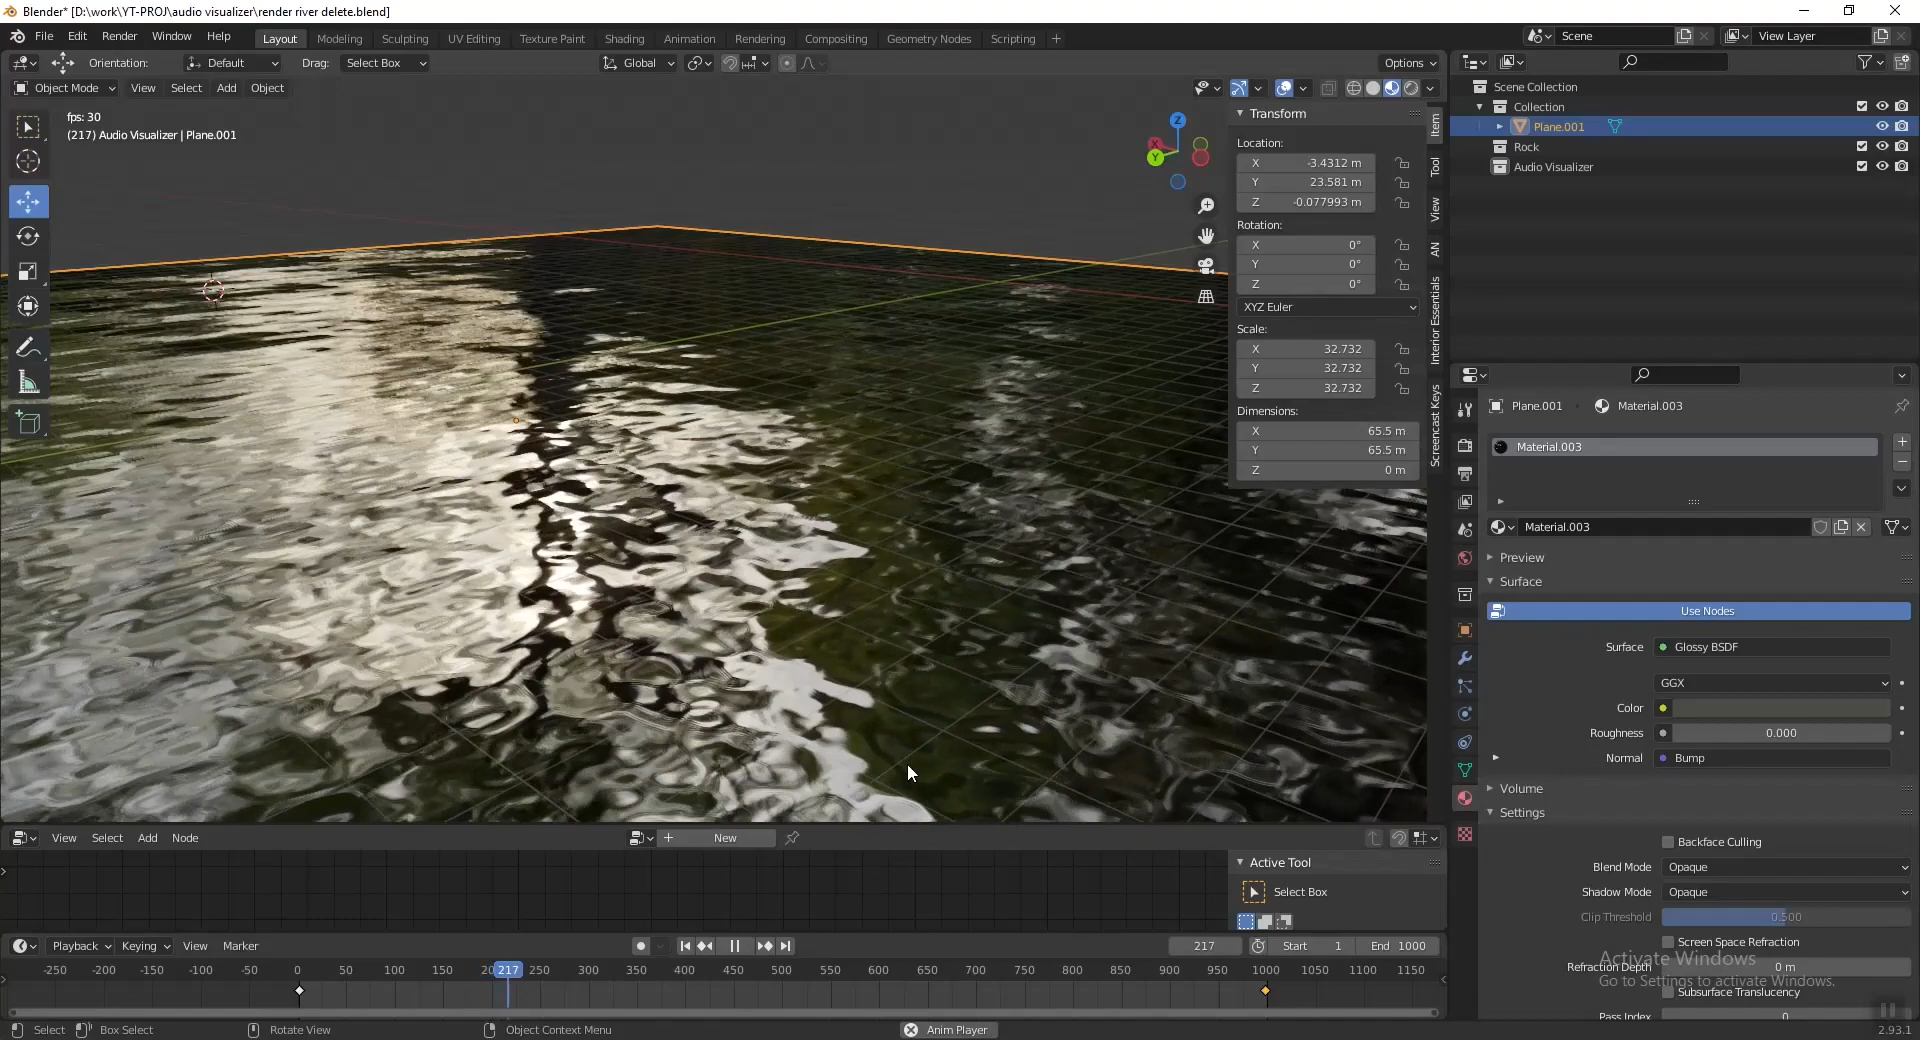 Blender* [D:\work\YT-PROJ\audio visualizer\render river delete.blend]
File Edit Render Window Help Layout Modeling Sculpting UV Editing Texture Paint Shading Animation Rendering Compositing Geometry Nodes Scripting + Scene View Layer
Orientation: Default Drag: Select Box Global Options
Object Mode View Select Add Object
fps: 30
(217) Audio Visualizer | Plane.001
Z
X
Y
Transform
Location:
X -3.4312 m
Y 23.581 m
Z -0.077993 m
Rotation:
X 0°
Y 0°
Z 0°
XYZ Euler
Scale:
X 32.732
Y 32.732
Z 32.732
Dimensions:
X 65.5 m
Y 65.5 m
Z 0 m
Item
Tool
View
AN
Interior Essentials
Screencast Keys
Scene Collection
Collection
Plane.001
Rock
Audio Visualizer
Plane.001 Material.003
Material.003
Material.003
Preview
Surface
Use Nodes
Surface Glossy BSDF
GGX
Color
Roughness 0.000
Normal Bump
Volume
Settings
Backface Culling
Blend Mode Opaque
Shadow Mode Opaque
Clip Threshold 0.500
Screen Space Refraction
Activate Windows
Refraction Depth 0 m
Go to Settings to activate Windows.
Subsurface Translucency
Pass Index 0
View Select Add Node New
Active Tool
Select Box
Playback Keying View Marker 217 Start 1 End 1000
-250 -200 -150 -100 -50 0 50 100 150 20 217 250 300 350 400 450 500 550 600 650 700 750 800 850 900 950 1000 1050 1100 1150
Select Box Select Rotate View Object Context Menu Anim Player 2.93.1